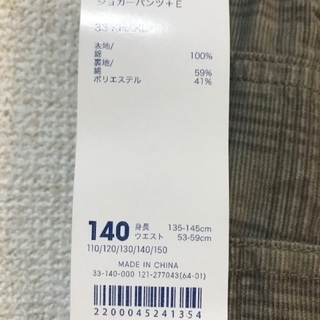 ジョガーパンツ+E
33 KHAKI
表地/
綿 100%
裏地/
綿 59%
ポリエステル 41%
140 身長 135-145cm
ウエスト 53-59cm
110/120/130/140/150
MADE IN CHINA
33-140-000 121-277043(64-01)
2200045241354